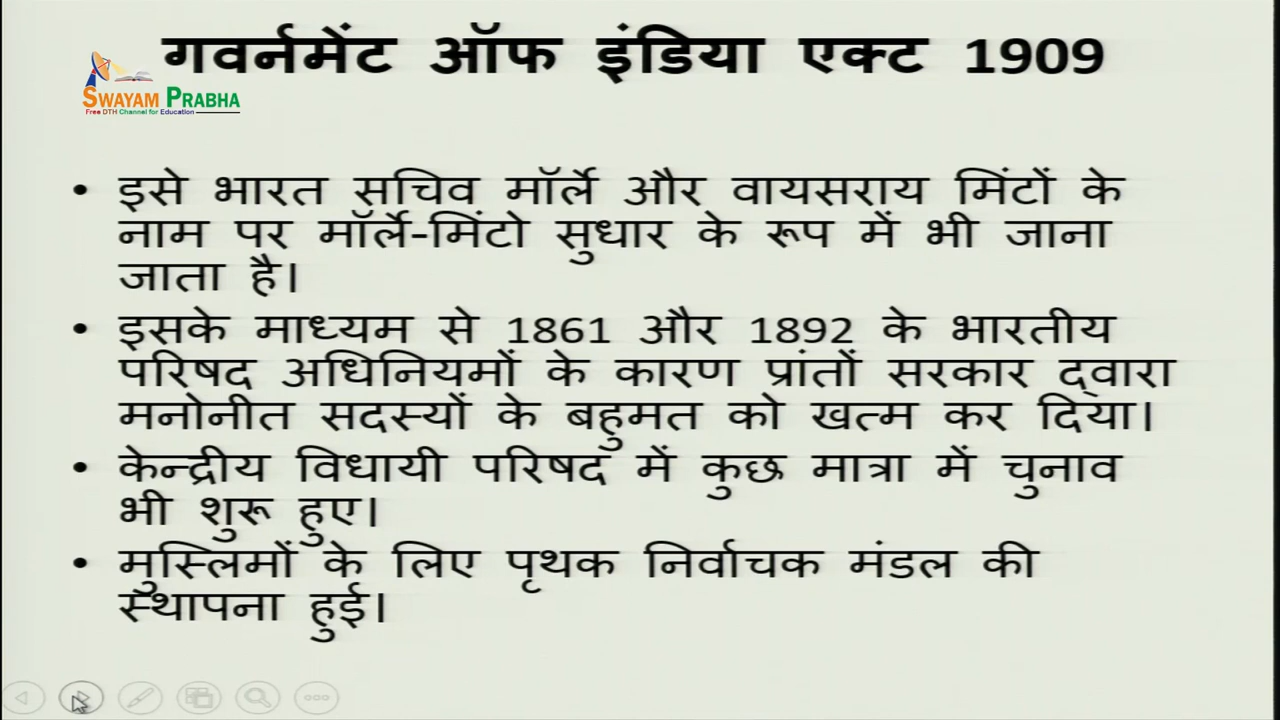 गवर्नमेंट ऑफ इंडिया एक्ट 1909
SWAYAM PRABHA
Free DTH Channel for Education
• इसे भारत सचिव मॉर्ले और वायसराय मिंटों के
नाम पर मॉर्ले-मिंटो सुधार के रूप में भी जाना
जाता है।
• इसके माध्यम से 1861 और 1892 के भारतीय
परिषद अधिनियमों के कारण प्रांतों सरकार द्वारा
मनोनीत सदस्यों के बहुमत को खत्म कर दिया।
• केन्द्रीय विधायी परिषद में कुछ मात्रा में चुनाव
भी शुरू हुए।
• मुस्लिमों के लिए पृथक निर्वाचक मंडल की
स्थापना हुई।